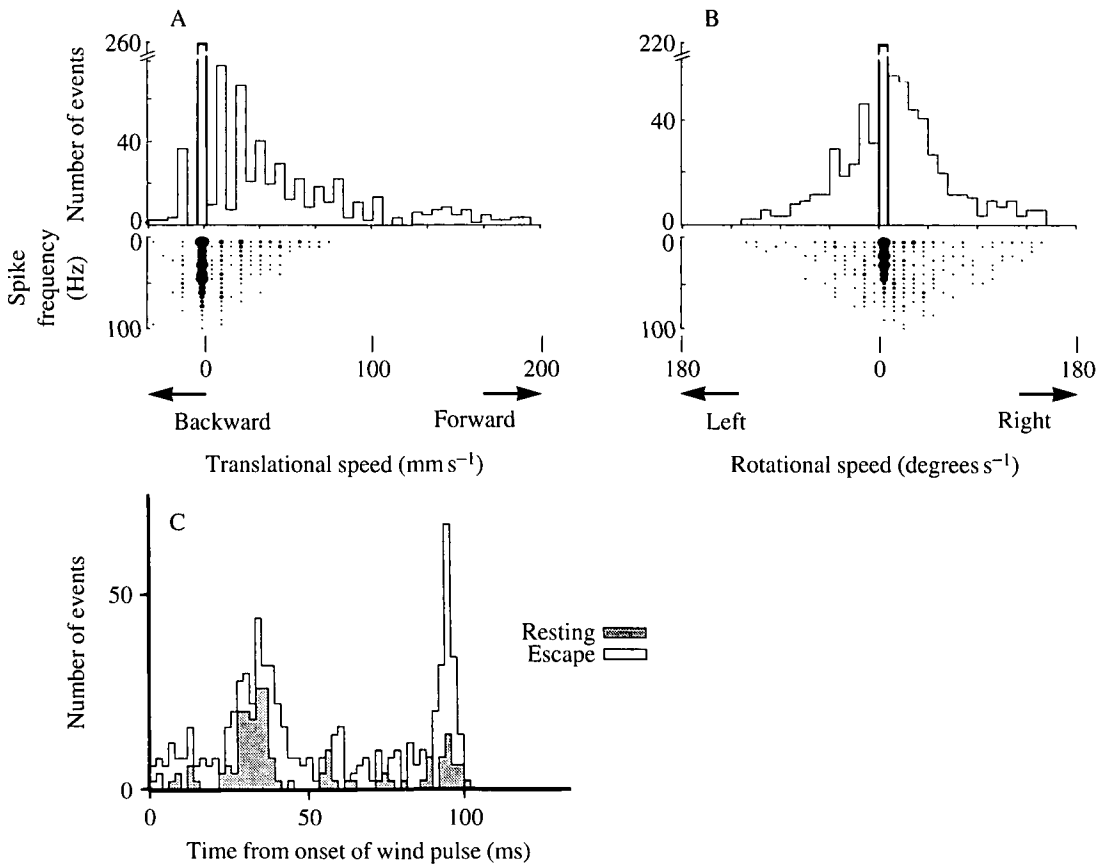 A
260
40
0
Number of events
0
100
Spike
frequency
(Hz)
0
100
200
Backward
Forward
Translational speed (mm s⁻¹)
B
220
40
0
0
100
180
0
180
Left
Right
Rotational speed (degrees s⁻¹)
C
Number of events
50
0
Resting
Escape
0
50
100
Time from onset of wind pulse (ms)